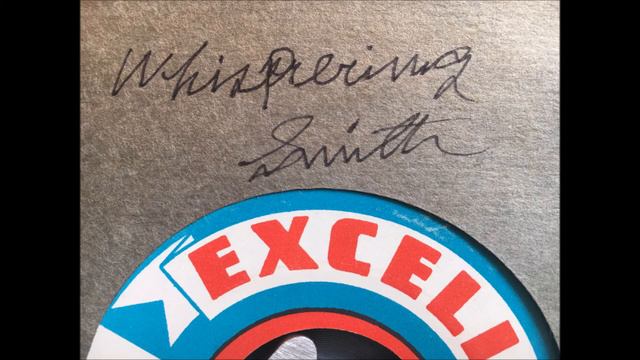 Whispering
Smith
EXCELL